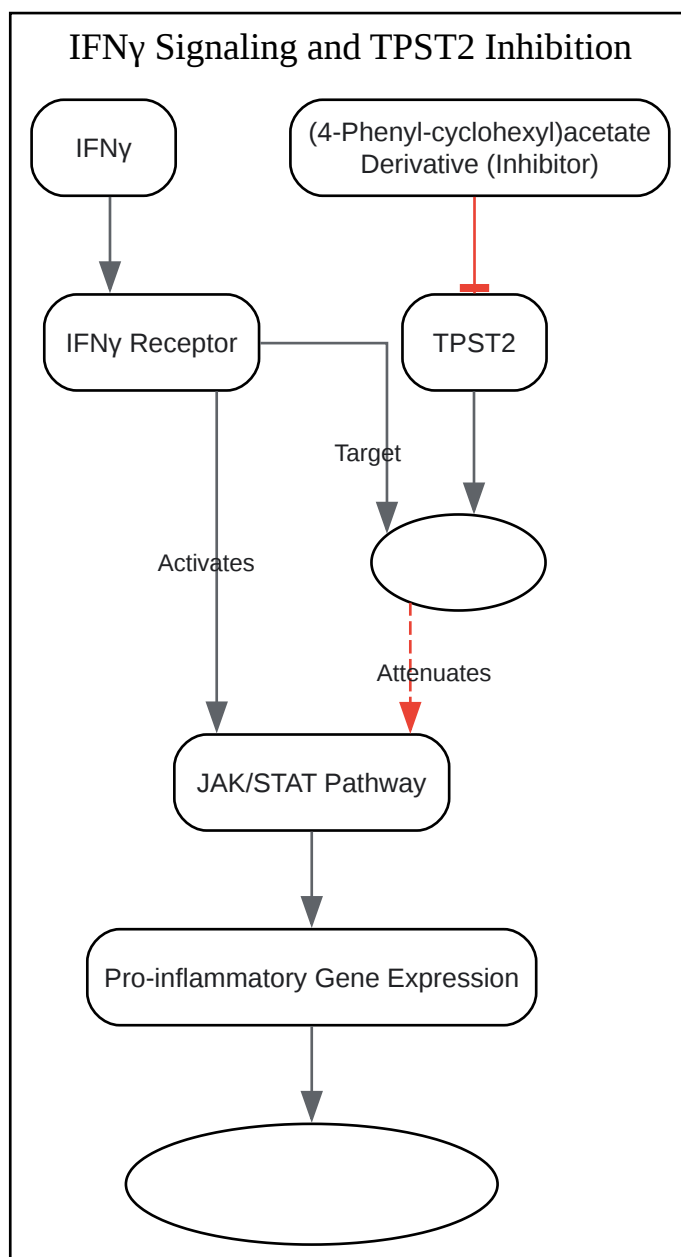 IFNγ Signaling and TPST2 Inhibition
IFNγ
(4-Phenyl-cyclohexyl)acetate
Derivative (Inhibitor)
IFNγ Receptor
TPST2
Target
Activates
Attenuates
JAK/STAT Pathway
Pro-inflammatory Gene Expression